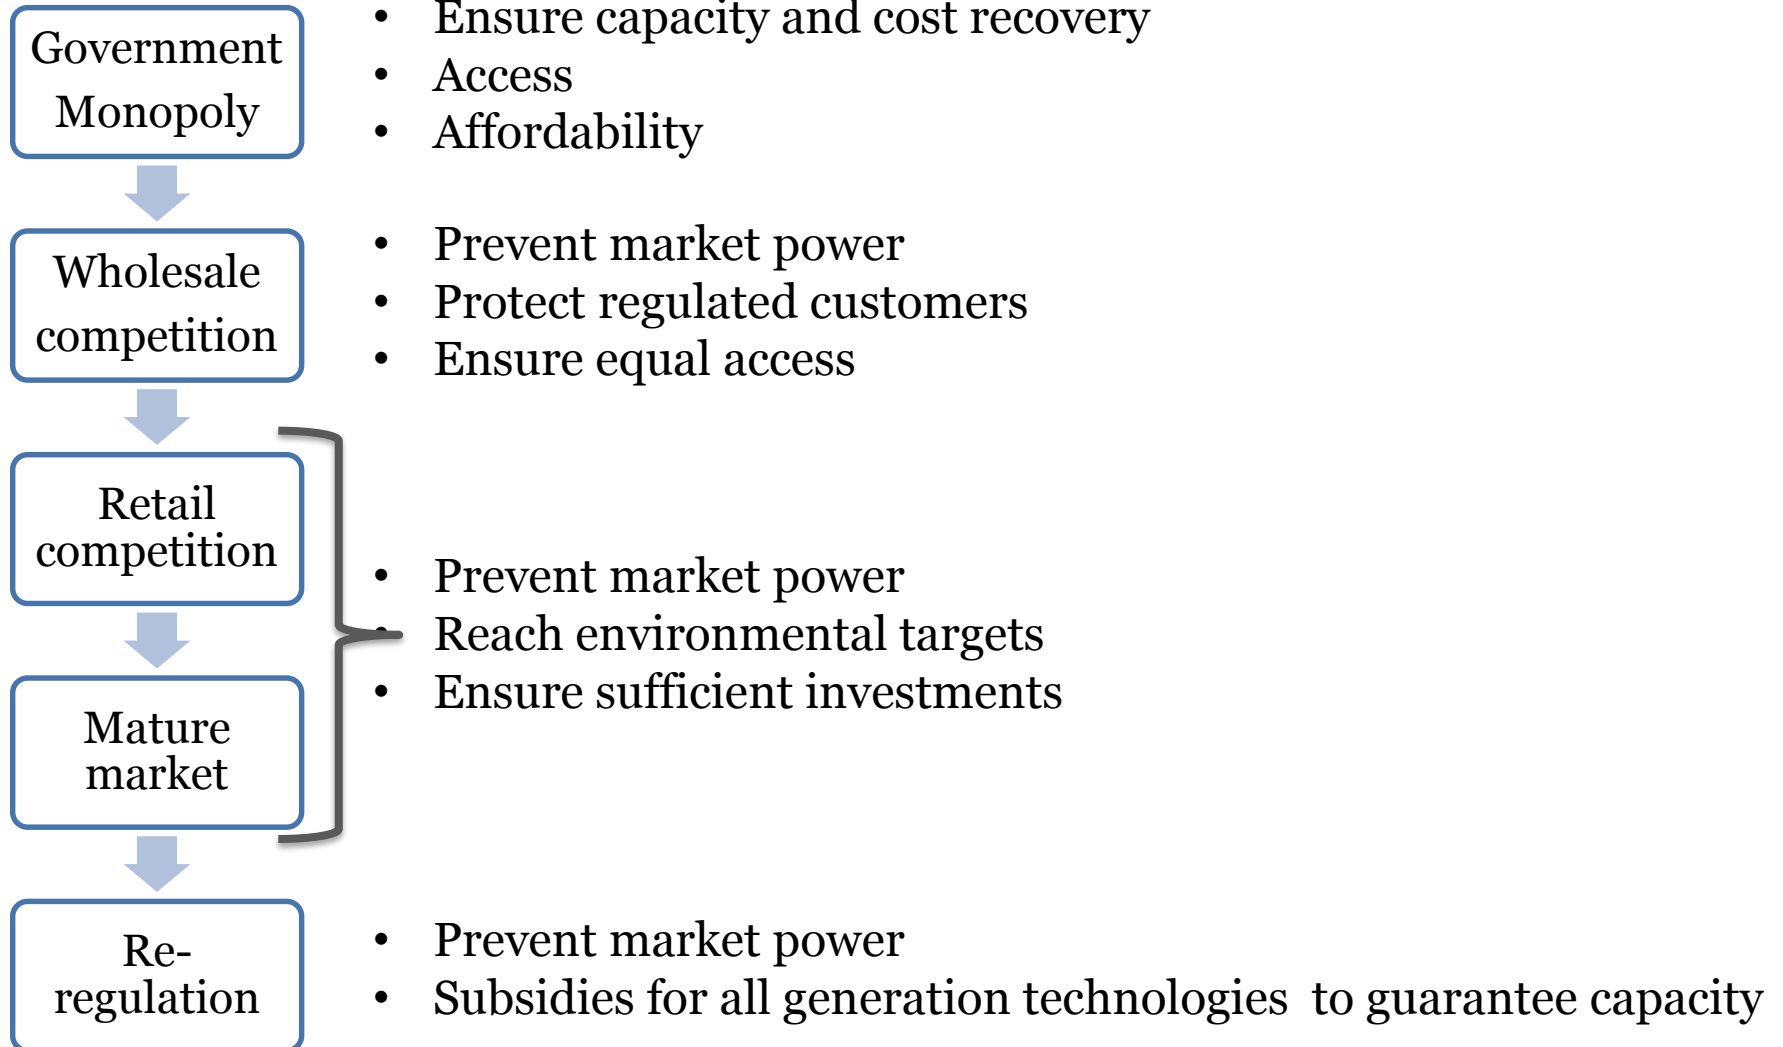 Government
Monopoly
• Ensure capacity and cost recovery
• Access
• Affordability
Wholesale
competition
• Prevent market power
• Protect regulated customers
• Ensure equal access
Retail
competition
Mature
market
• Prevent market power
• Reach environmental targets
• Ensure sufficient investments
Re-
regulation
• Prevent market power
• Subsidies for all generation technologies to guarantee capacity